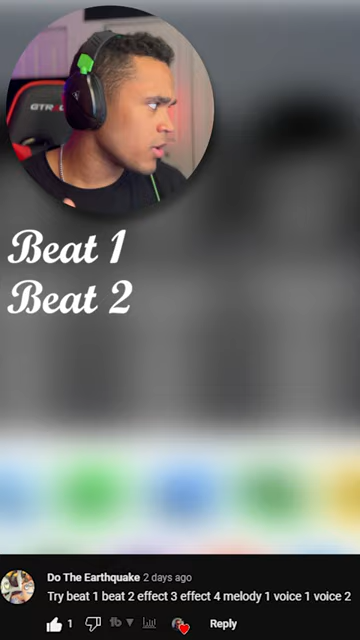 GTR
Beat 1
Beat 2
Do The Earthquake 2 days ago
Try beat 1 beat 2 effect 3 effect 4 melody 1 voice 1 voice 2
1
Reply